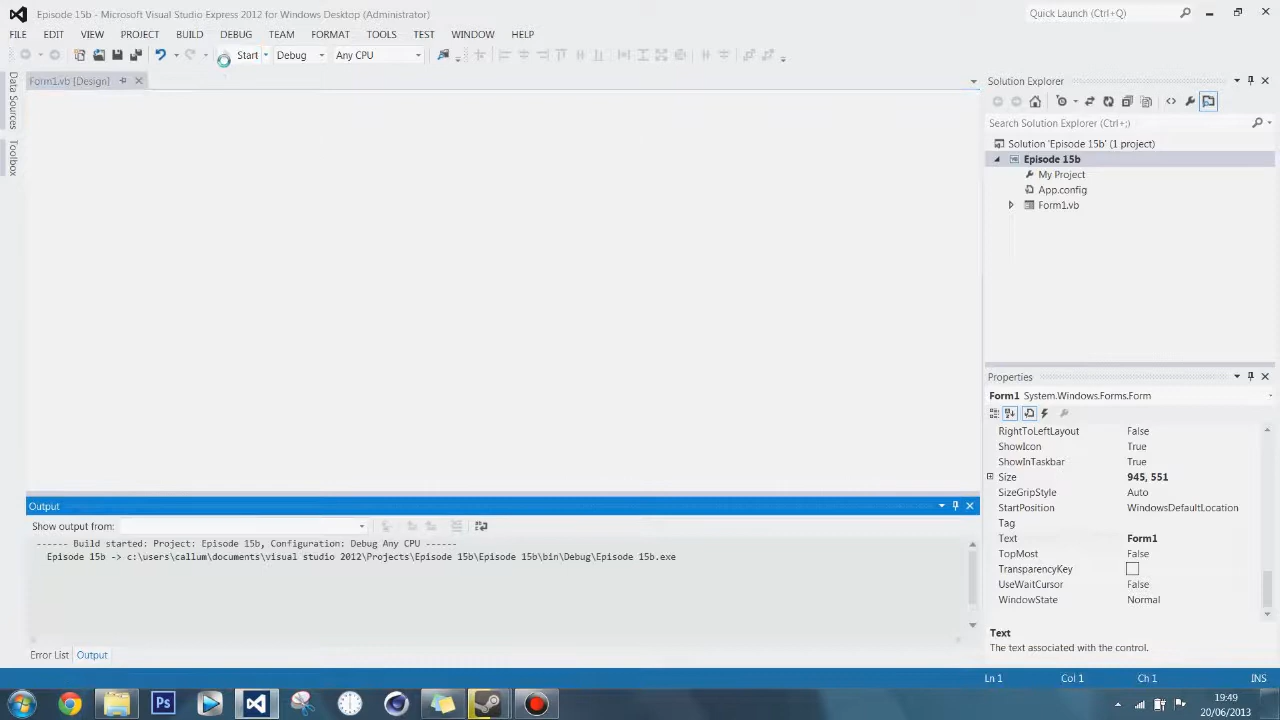 Episode 15b - Microsoft Visual Studio Express 2012 for Windows Desktop (Administrator)
Quick Launch (Ctrl+Q)
FILE EDIT VIEW PROJECT BUILD DEBUG TEAM FORMAT TOOLS TEST WINDOW HELP
Start Debug Any CPU
Data Sources
Toolbox
Form1.vb [Design]
Solution Explorer
Search Solution Explorer (Ctrl+;)
Solution 'Episode 15b' (1 project)
Episode 15b
My Project
App.config
Form1.vb
Properties
Form1 System.Windows.Forms.Form
RightToLeftLayout False
ShowIcon True
ShowInTaskbar True
Size 945, 551
SizeGripStyle Auto
StartPosition WindowsDefaultLocation
Tag
Text Form1
TopMost False
TransparencyKey
UseWaitCursor False
WindowState Normal
Text
The text associated with the control.
Output
Show output from:
------ Build started: Project: Episode 15b, Configuration: Debug Any CPU ------
Episode 15b -> c:\users\callum\documents\visual studio 2012\Projects\Episode 15b\Episode 15b\bin\Debug\Episode 15b.exe
Error List Output
Ln 1 Col 1 Ch 1 INS
Ps
19:49
20/06/2013